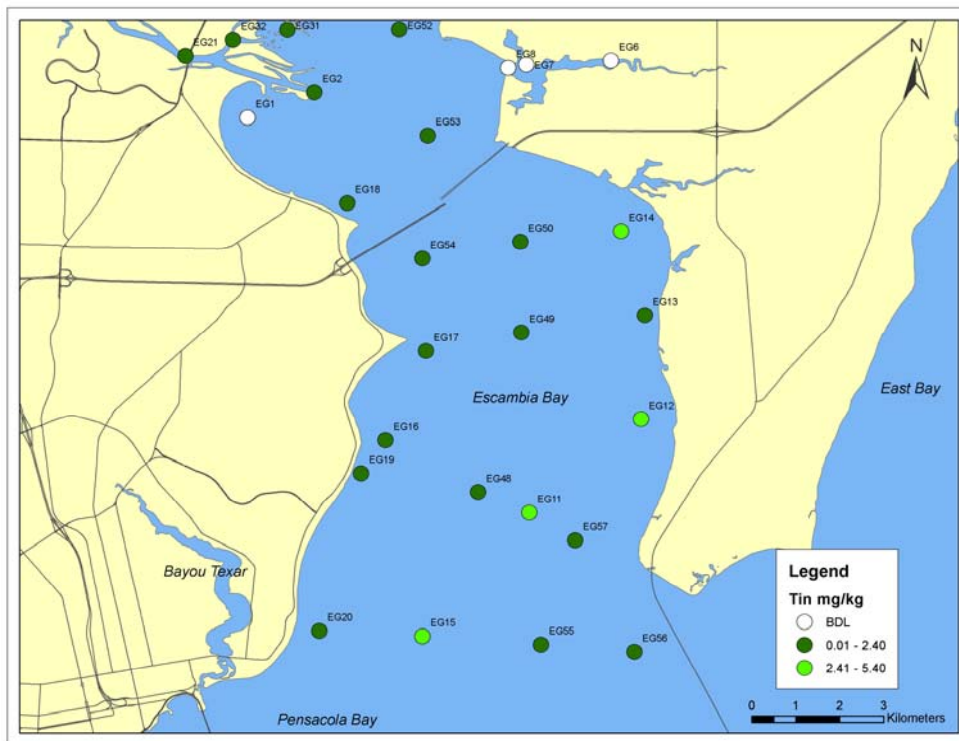 EG32
EG31
EG52
EG21
EG8
EG6
EG7
N
EG2
EG1
EG53
EG18
EG14
EG50
EG54
EG13
EG49
EG17
East Bay
Escambia Bay
EG12
EG16
EG19
EG48
EG11
EG57
Bayou Texar
Legend
Tin mg/kg
BDL
0.01 - 2.40
2.41 - 5.40
EG20
EG15
EG55
EG56
0 0.5 1 2 3
Kilometers
Pensacola Bay